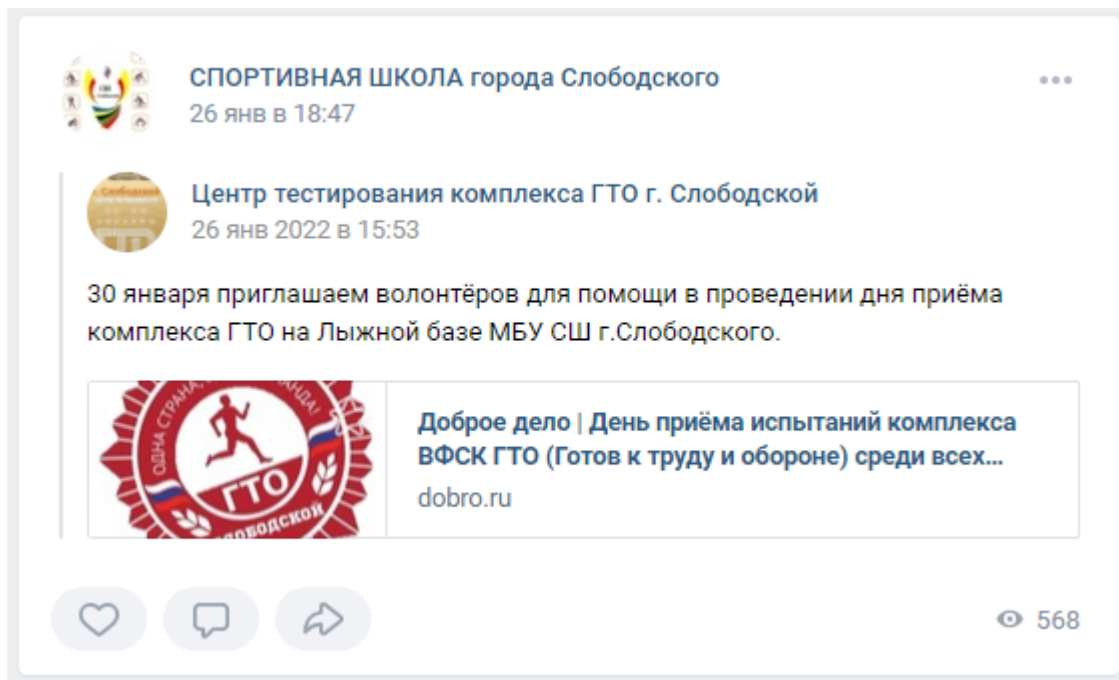 СПОРТИВНАЯ ШКОЛА города Слободского
26 янв в 18:47
Центр тестирования комплекса ГТО г. Слободской
26 янв 2022 в 15:53
30 января приглашаем волонтёров для помощи в проведении дня приёма
комплекса ГТО на Лыжной базе МБУ СШ г.Слободского.
ОДНА СТРАНА,
ГТО
Доброе дело | День приёма испытаний комплекса
ВФСК ГТО (Готов к труду и обороне) среди всех...
dobro.ru
568